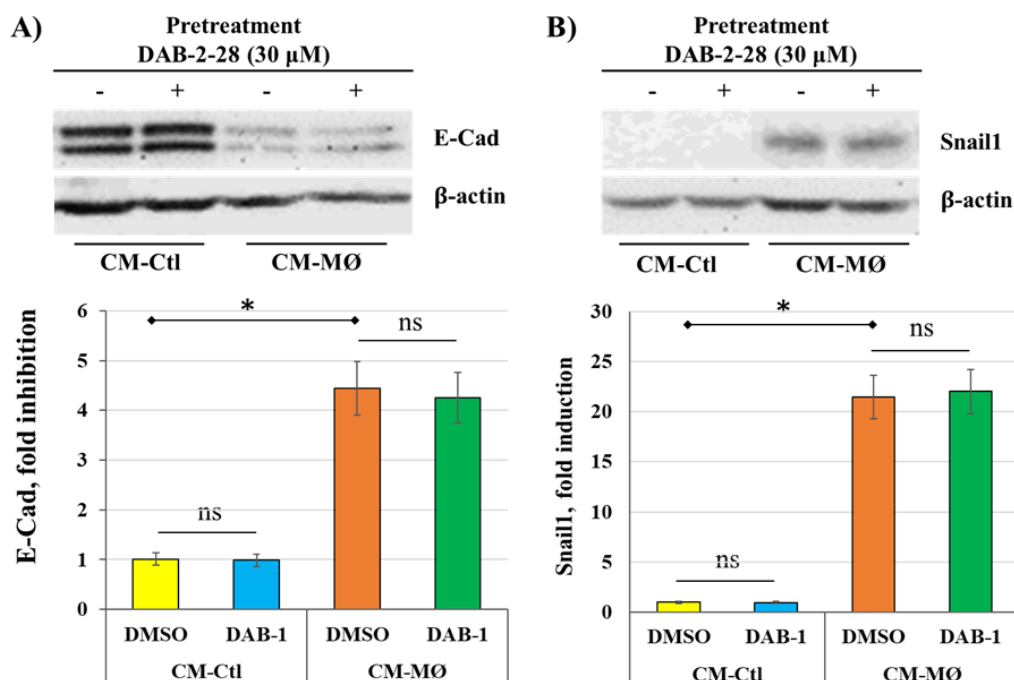 A)
Pretreatment
DAB-2-28 (30 µM)
- + - +
E-Cad
β-actin
CM-Ctl CM-MØ
E-Cad, fold inhibition
6
5
4
3
2
1
0
*
ns
ns
DMSO DAB-1 DMSO DAB-1
CM-Ctl CM-MØ
B)
Pretreatment
DAB-2-28 (30 µM)
- + - +
Snail1
β-actin
CM-Ctl CM-MØ
Snail1, fold induction
30
25
20
15
10
5
0
*
ns
ns
DMSO DAB-1 DMSO DAB-1
CM-Ctl CM-MØ